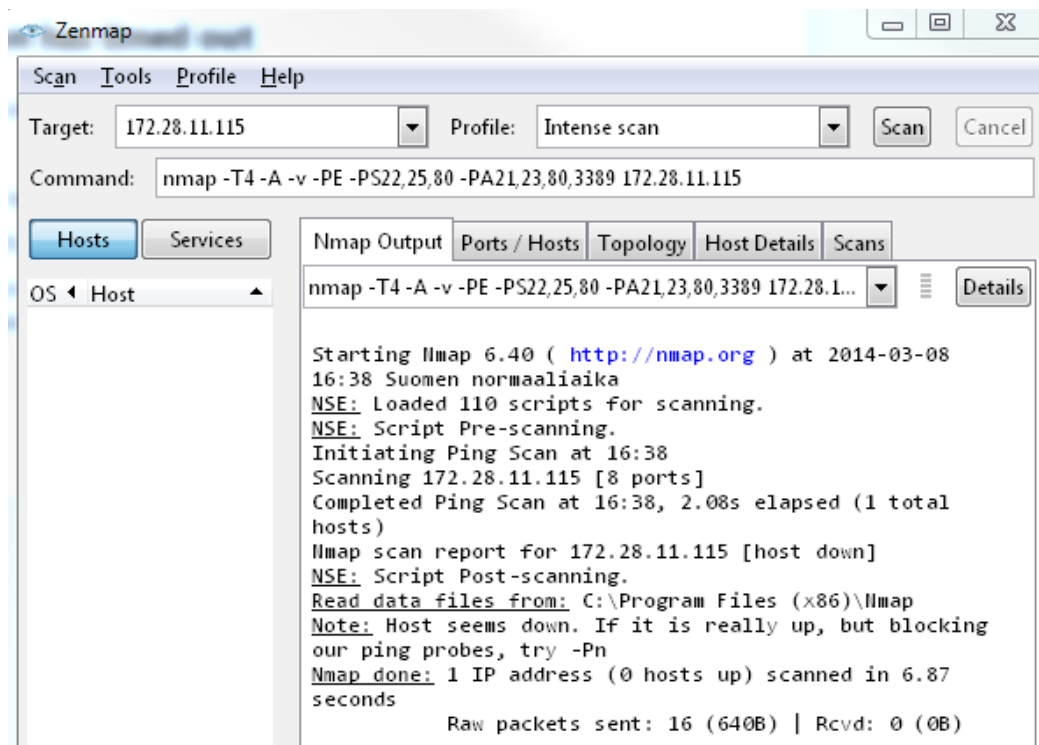 Zenmap
Scan Tools Profile Help
Target: 172.28.11.115 Profile: Intense scan Scan Cancel
Command: nmap -T4 -A -v -PE -PS22,25,80 -PA21,23,80,3389 172.28.11.115
Hosts Services
Nmap Output Ports / Hosts Topology Host Details Scans
OS Host
nmap -T4 -A -v -PE -PS22,25,80 -PA21,23,80,3389 172.28.1... Details
Starting Nmap 6.40 ( http://nmap.org ) at 2014-03-08
16:38 Suomen normaaliaika
NSE: Loaded 110 scripts for scanning.
NSE: Script Pre-scanning.
Initiating Ping Scan at 16:38
Scanning 172.28.11.115 [8 ports]
Completed Ping Scan at 16:38, 2.08s elapsed (1 total
hosts)
Nmap scan report for 172.28.11.115 [host down]
NSE: Script Post-scanning.
Read data files from: C:\Program Files (x86)\Nmap
Note: Host seems down. If it is really up, but blocking
our ping probes, try -Pn
Nmap done: 1 IP address (0 hosts up) scanned in 6.87
seconds
Raw packets sent: 16 (640B) | Rcvd: 0 (0B)